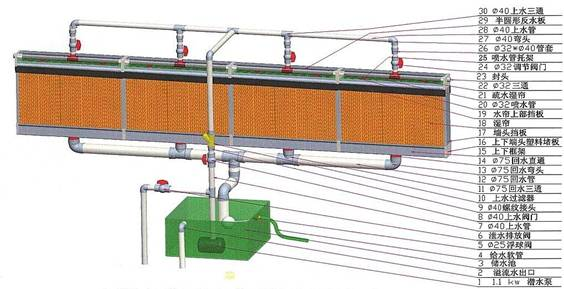 30 Ø40上水三通
29 半圆形反水板
28 Ø40上水管
27 Ø40弯头
26 Ø32*Ø40管套
25 喷水管托架
24 Ø32调节阀门
23 封头
22 Ø32三通
21 疏水湿帘
20 Ø32喷水管
19 水帘上部挡板
18 湿帘
17 墙头挡板
16 上下端头塑料堵板
15 上下框架
14 Ø75回水直通
13 Ø75回水弯头
12 Ø75回水管
11 Ø75回水三通
10 上水过滤器
9 Ø40螺纹接头
8 Ø40上水阀门
7 Ø40上水管
6 泄水排放阀
5 Ø25浮球阀
4 给水软管
3 储水池
2 溢流水出口
1 1.1 kw 潜水泵